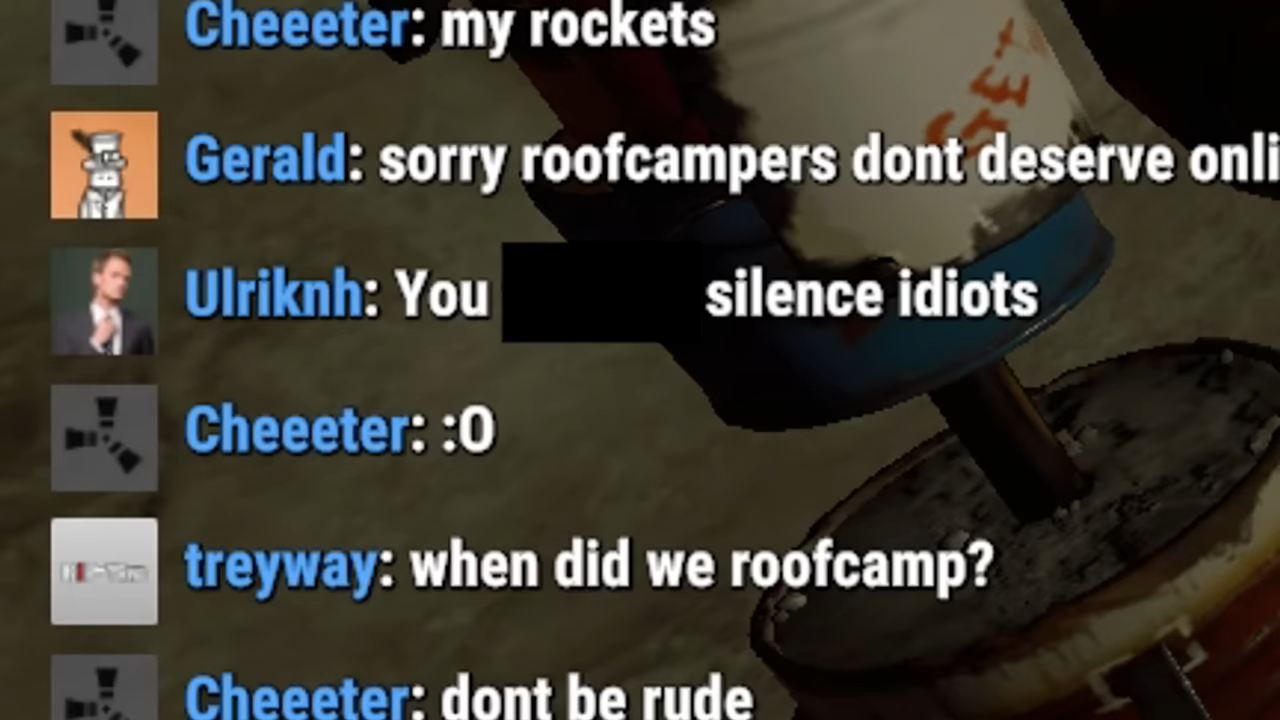 Cheeeter: my rockets
Gerald: sorry roofcampers dont deserve onli
Ulriknh: You silence idiots
Cheeeter: :O
treyway: when did we roofcamp?
Cheeeter: dont be rude